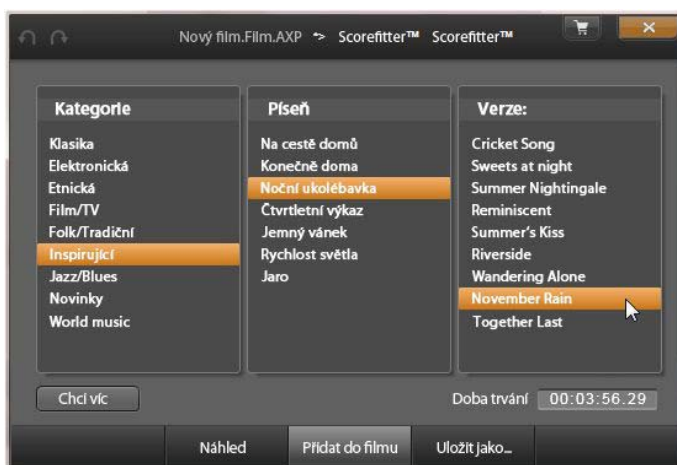 Nový film.Film.AXP Scorefitter™ Scorefitter™
Kategorie
Klasika
Elektronická
Etnická
Film/TV
Folk/Tradiční
Inspirující
Jazz/Blues
Novinky
World music
Píseň
Na cestě domů
Konečně doma
Noční ukolébavka
Čtvrtletní výkaz
Jemný vánek
Rychlost světla
Jaro
Verze:
Cricket Song
Sweets at night
Summer Nightingale
Reminiscent
Summer's Kiss
Riverside
Wandering Alone
November Rain
Together Last
Chci víc
Doba trvání 00:03:56.29
Náhled Přidat do filmu Uložit jako...